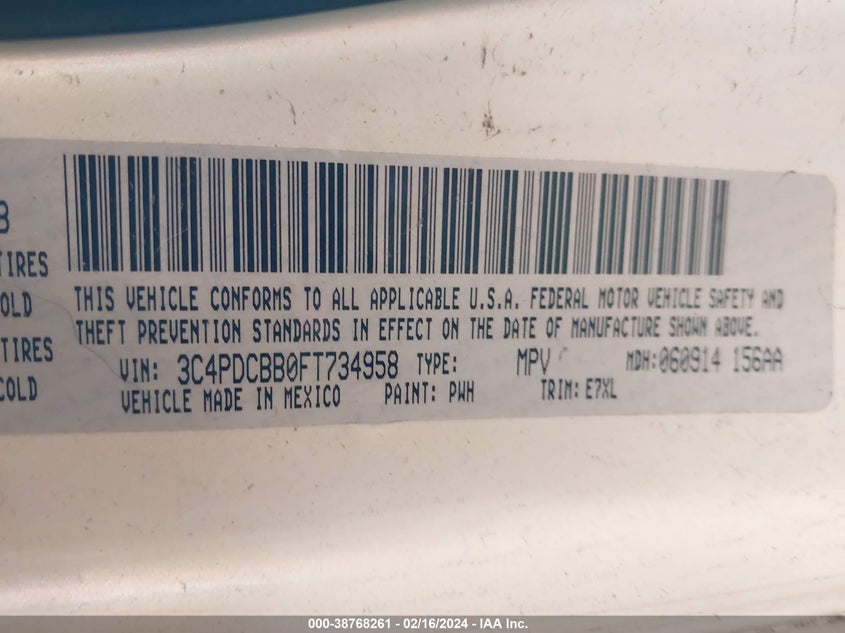 B
TIRES
OLD
TIRES
COLD
THIS VEHICLE CONFORMS TO ALL APPLICABLE U.S.A. FEDERAL MOTOR VEHICLE SAFETY AND
THEFT PREVENTION STANDARDS IN EFFECT ON THE DATE OF MANUFACTURE SHOWN ABOVE.
VIN: 3C4PDCBB0FT734958 TYPE: MPV MDH:060914 156AA
VEHICLE MADE IN MEXICO PAINT: PWH TRIM: E7XL
000-38768261 - 02/16/2024 - IAA Inc.